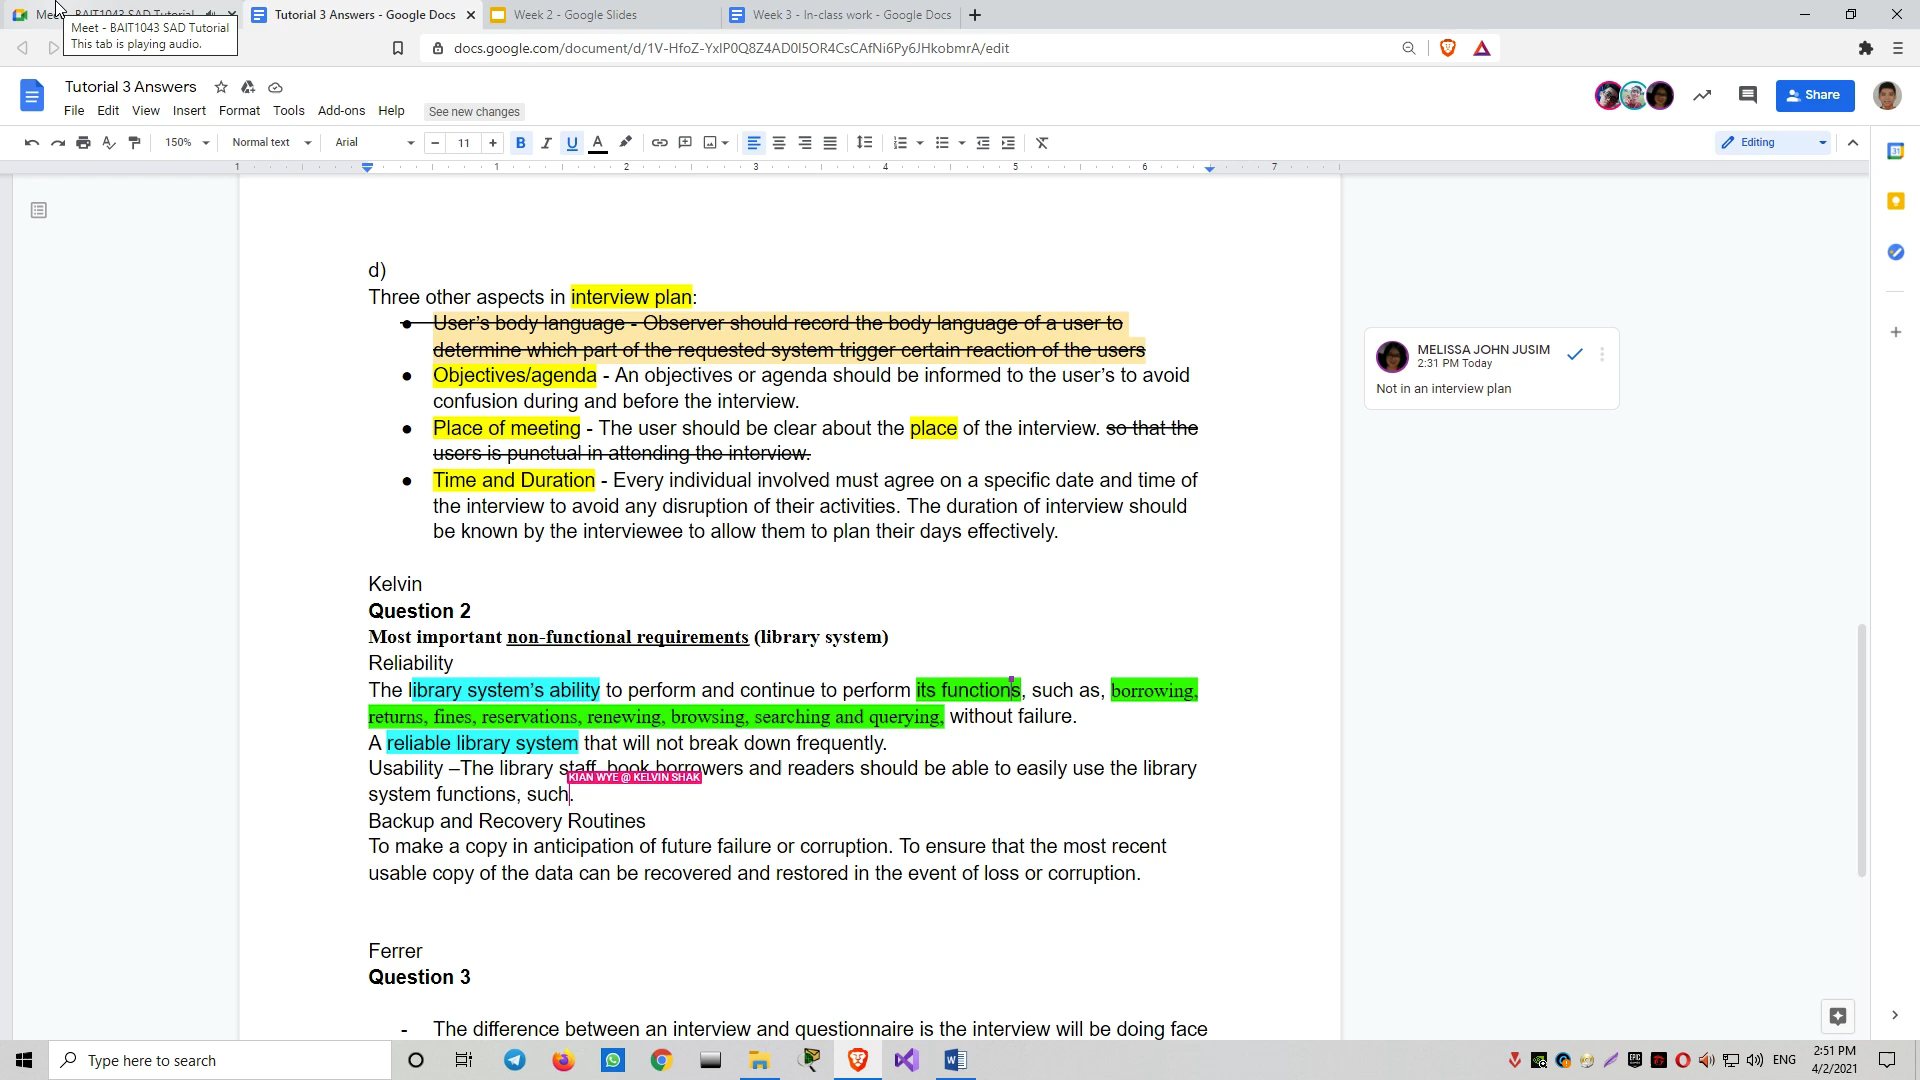 Mee
BAIT1043 SAD Tutorial
Tutorial 3 Answers - Google Docs
Week 2 - Google Slides
Week 3 - In-class work - Google Docs
Meet - BAIT1043 SAD Tutorial
This tab is playing audio.
docs.google.com/document/d/1V-HfoZ-YxIP0Q8Z4AD0I5OR4CsCAfNi6Py6JHkobmrA/edit
Tutorial 3 Answers
File Edit View Insert Format Tools Add-ons Help See new changes
Share
150% Normal text Arial 11 B I U A Editing
1 1 2 3 4 5 6 7
d)
Three other aspects in interview plan:
● User's body language - Observer should record the body language of a user to
determine which part of the requested system trigger certain reaction of the users
● Objectives/agenda - An objectives or agenda should be informed to the user's to avoid
confusion during and before the interview.
● Place of meeting - The user should be clear about the place of the interview. so that the
users is punctual in attending the interview.
● Time and Duration - Every individual involved must agree on a specific date and time of
the interview to avoid any disruption of their activities. The duration of interview should
be known by the interviewee to allow them to plan their days effectively.
MELISSA JOHN JUSIM
2:31 PM Today
Not in an interview plan
Kelvin
Question 2
Most important non-functional requirements (library system)
Reliability
The library system's ability to perform and continue to perform its functions, such as, borrowing,
returns, fines, reservations, renewing, browsing, searching and querying, without failure.
A reliable library system that will not break down frequently.
Usability –The library staff, book borrowers and readers should be able to easily use the library
KIAN WYE @ KELVIN SHAK
system functions, such.
Backup and Recovery Routines
To make a copy in anticipation of future failure or corruption. To ensure that the most recent
usable copy of the data can be recovered and restored in the event of loss or corruption.
Ferrer
Question 3
- The difference between an interview and questionnaire is the interview will be doing face
Type here to search
ENG
2:51 PM
4/2/2021